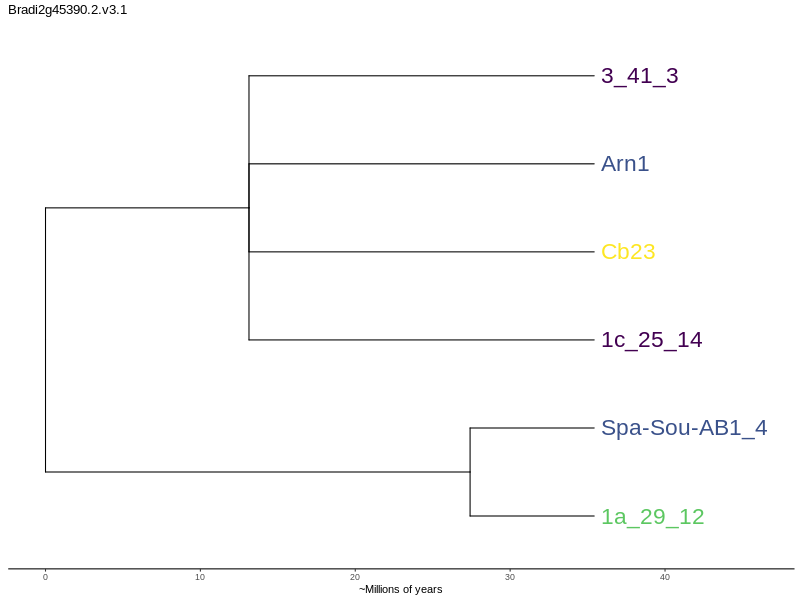 Bradi2g45390.2.v3.1
3_41_3
Arn1
Cb23
1c_25_14
Spa-Sou-AB1_4
1a_29_12
0 10 20 30 40
~Millions of years